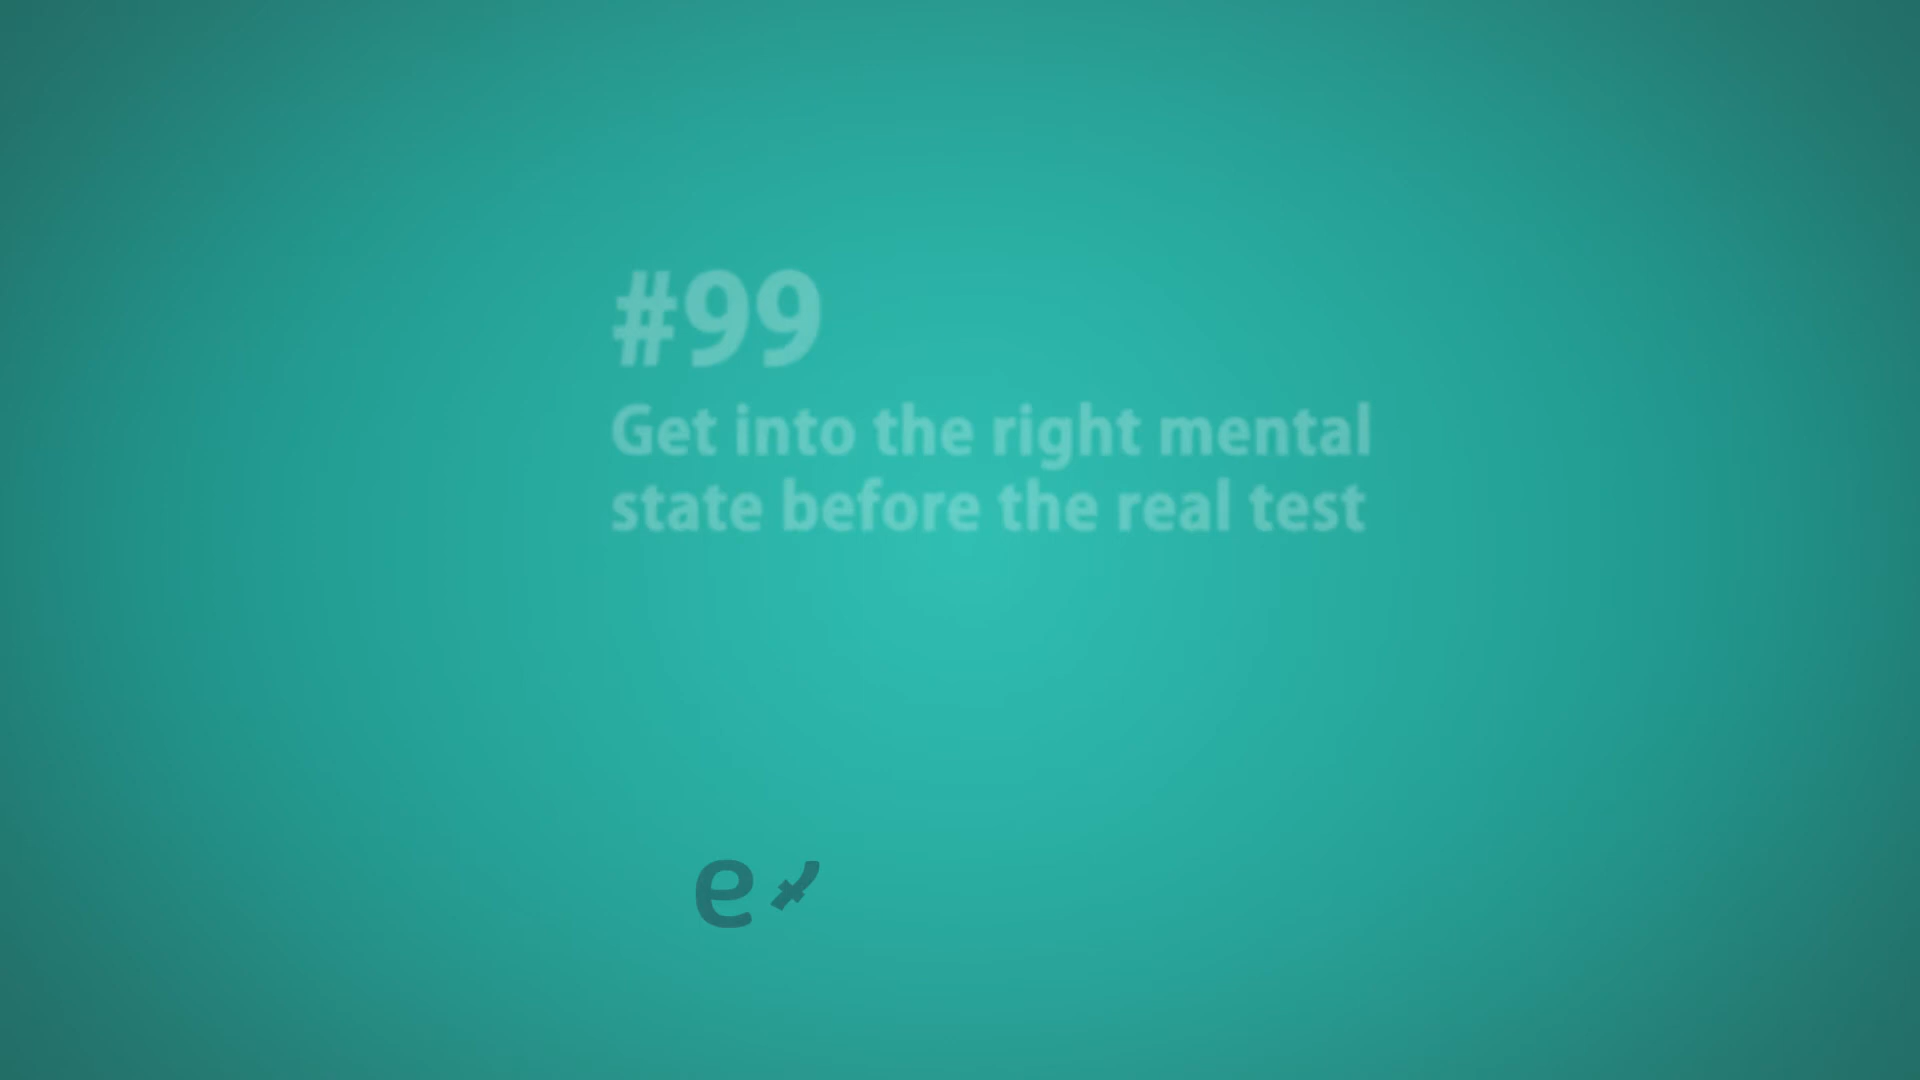 #99
Get into the right mental
state before the real test
e